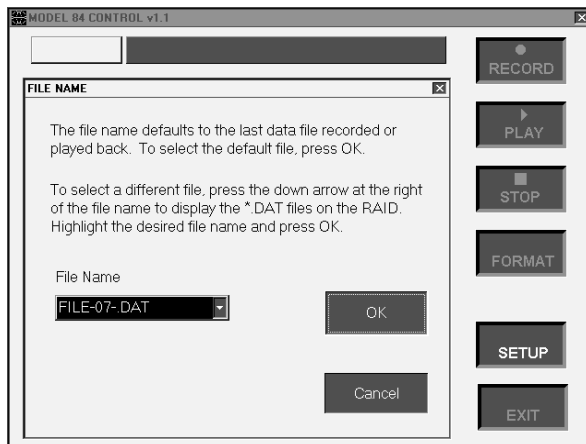 MODEL 84 CONTROL v1.1
RECORD
FILE NAME
The file name defaults to the last data file recorded or
played back. To select the default file, press OK.
PLAY
To select a different file, press the down arrow at the right
of the file name to display the *.DAT files on the RAID.
Highlight the desired file name and press OK.
STOP
FORMAT
File Name
FILE-07-.DAT
OK
SETUP
Cancel
EXIT